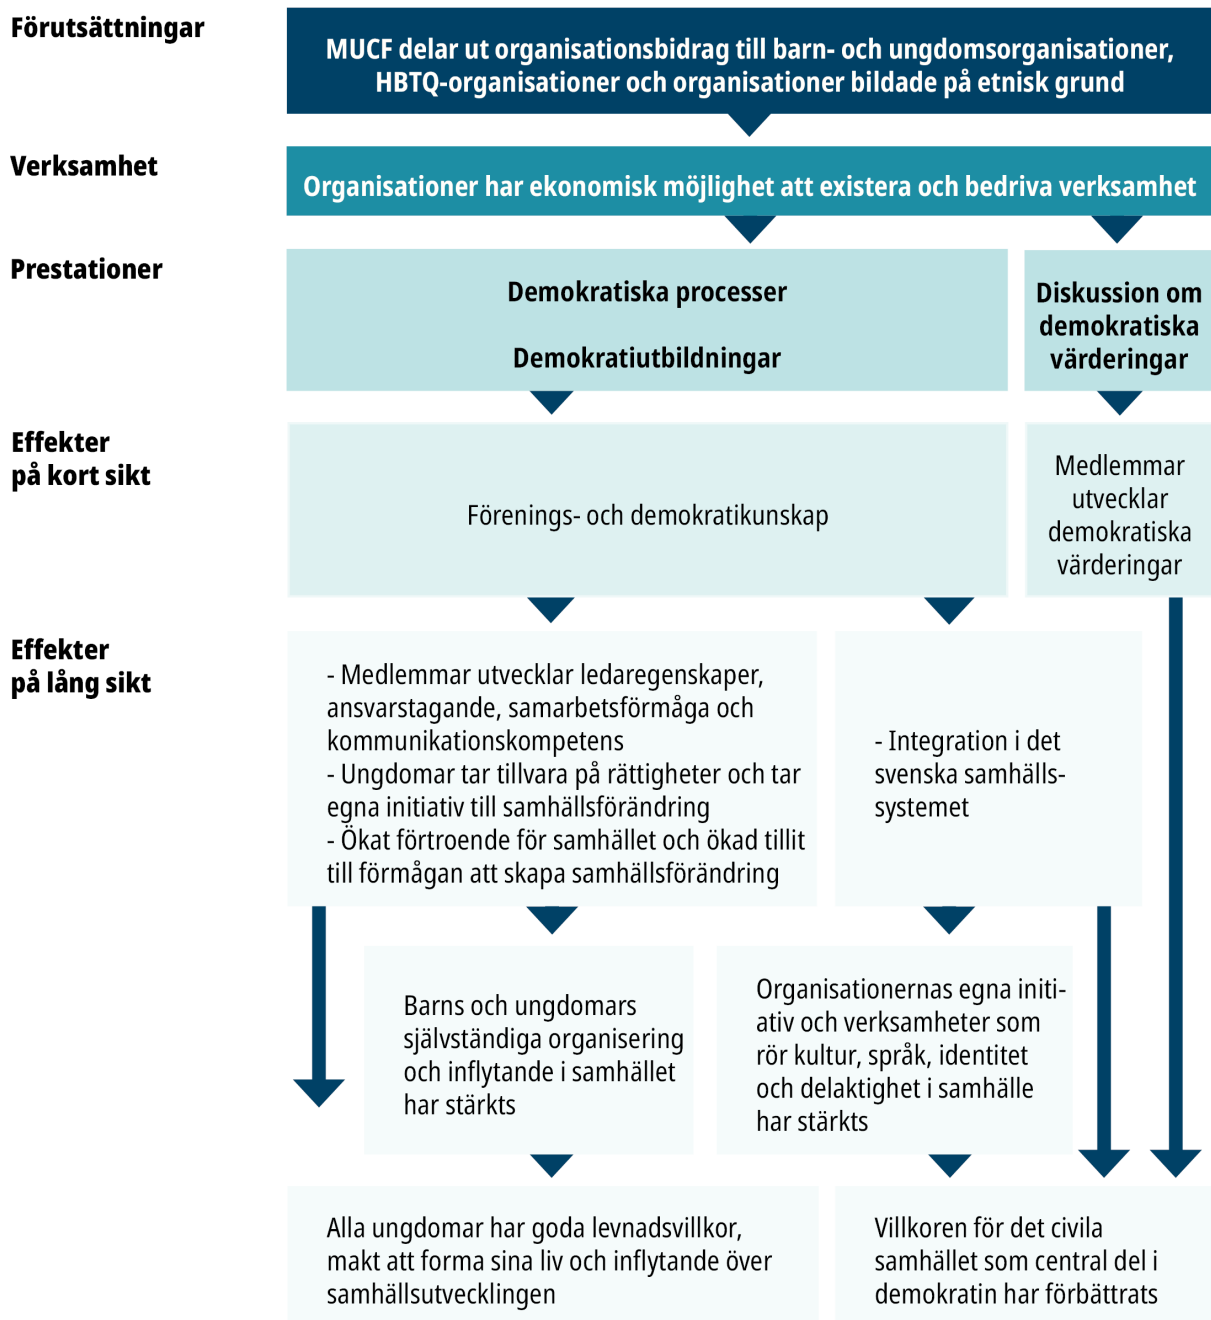 Förutsättningar
MUCF delar ut organisationsbidrag till barn- och ungdomsorganisationer,
HBTQ-organisationer och organisationer bildade på etnisk grund
Verksamhet
Organisationer har ekonomisk möjlighet att existera och bedriva verksamhet
Prestationer
Demokratiska processer
Demokratiutbildningar
Diskussion om
demokratiska
värderingar
Effekter
på kort sikt
Förenings- och demokratikunskap
Medlemmar
utvecklar
demokratiska
värderingar
Effekter
på lång sikt
- Medlemmar utvecklar ledaregenskaper,
ansvarstagande, samarbetsförmåga och
kommunikationskompetens
- Ungdomar tar tillvara på rättigheter och tar
egna initiativ till samhällsförändring
- Ökat förtroende för samhället och ökad tillit
till förmågan att skapa samhällsförändring
- Integration i det
svenska samhälls-
systemet
Barns och ungdomars
självständiga organisering
och inflytande i samhället
har stärkts
Organisationernas egna initi-
ativ och verksamheter som
rör kultur, språk, identitet
och delaktighet i samhälle
har stärkts
Alla ungdomar har goda levnadsvillkor,
makt att forma sina liv och inflytande över
samhällsutvecklingen
Villkoren för det civila
samhället som central del i
demokratin har förbättrats